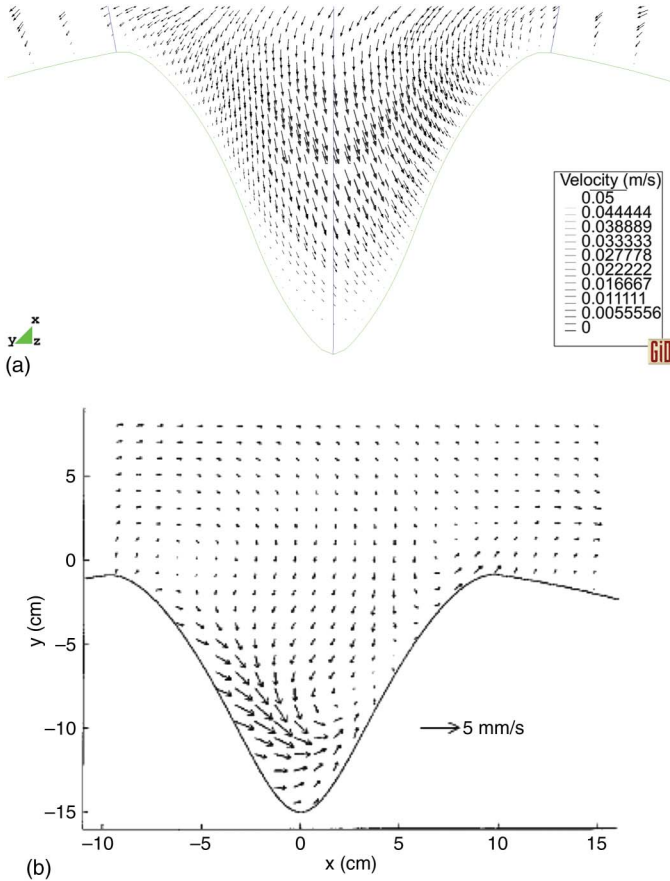 Velocity (m/s)
0.05
0.044444
0.038889
0.033333
0.027778
0.022222
0.016667
0.011111
0.0055556
0
x
y z
GiD
(a)
5
0
y (cm)
−5
−10
5 mm/s
−15
−10 −5 0 5 10 15
x (cm)
(b)